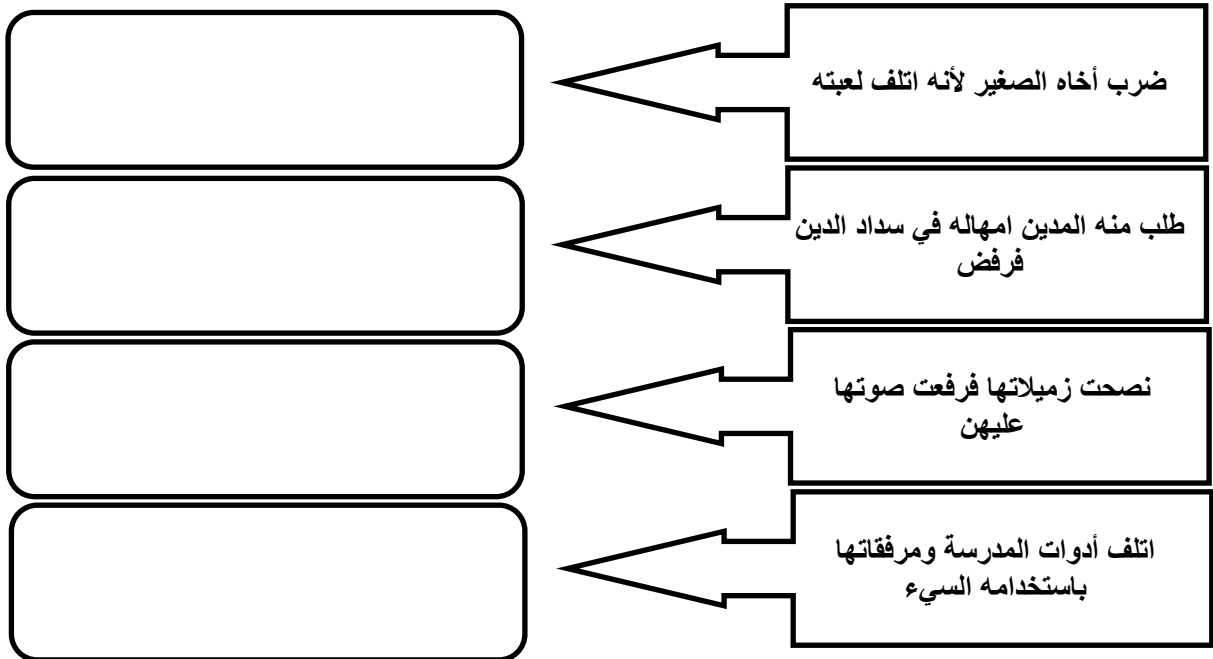 ضرب أخاه الصغير لأنه اتلف لعبته
طلب منه المدين امهاله في سداد الدين
فرفض
نصحت زميلاتها فرفعت صوتها
عليهن
اتلف أدوات المدرسة ومرفقاتها
باستخدامه السيء